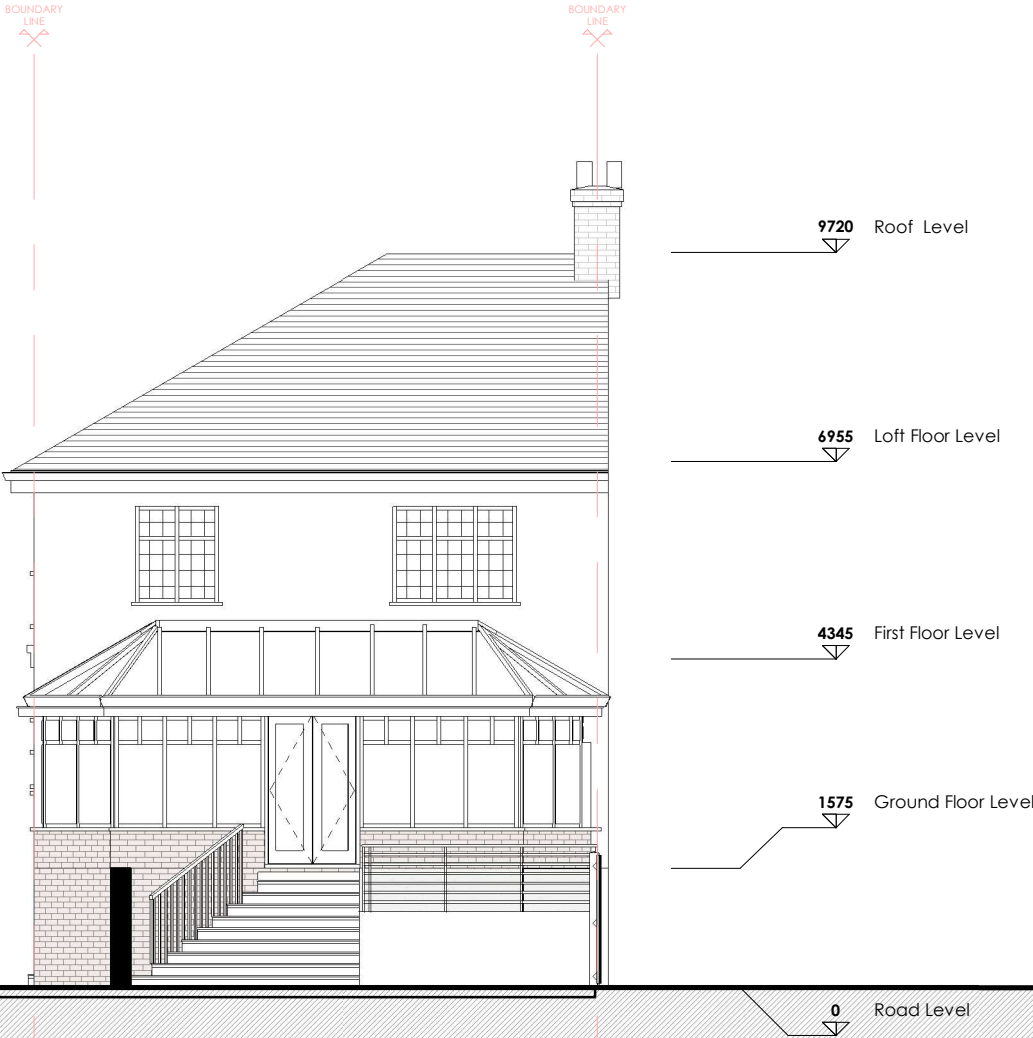 BOUNDARY
LINE
BOUNDARY
LINE
9720 Roof Level
6955 Loft Floor Level
4345 First Floor Level
1575 Ground Floor Level
0 Road Level